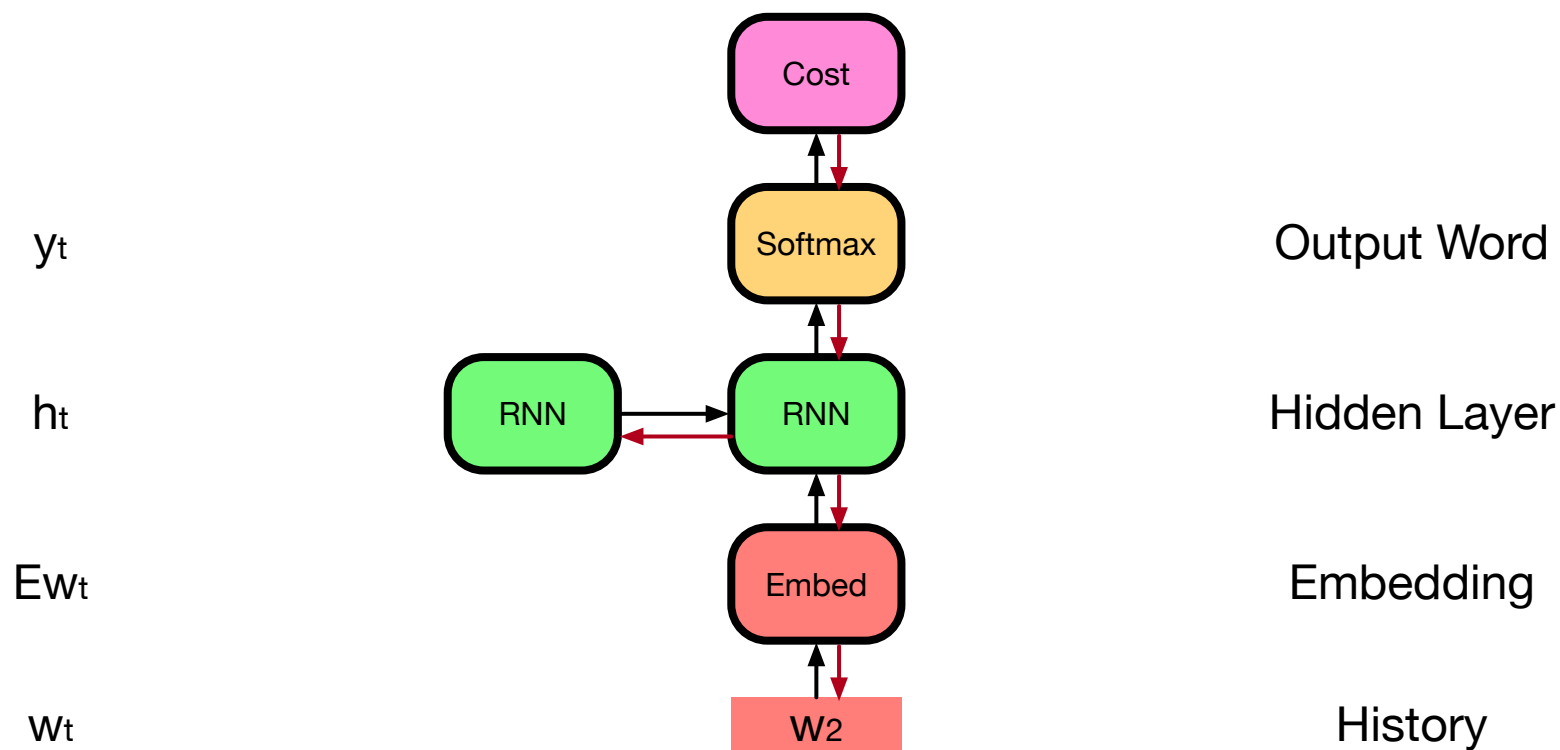 Cost
yt Softmax Output Word
ht RNN RNN Hidden Layer
Ewt Embed Embedding
wt w2 History